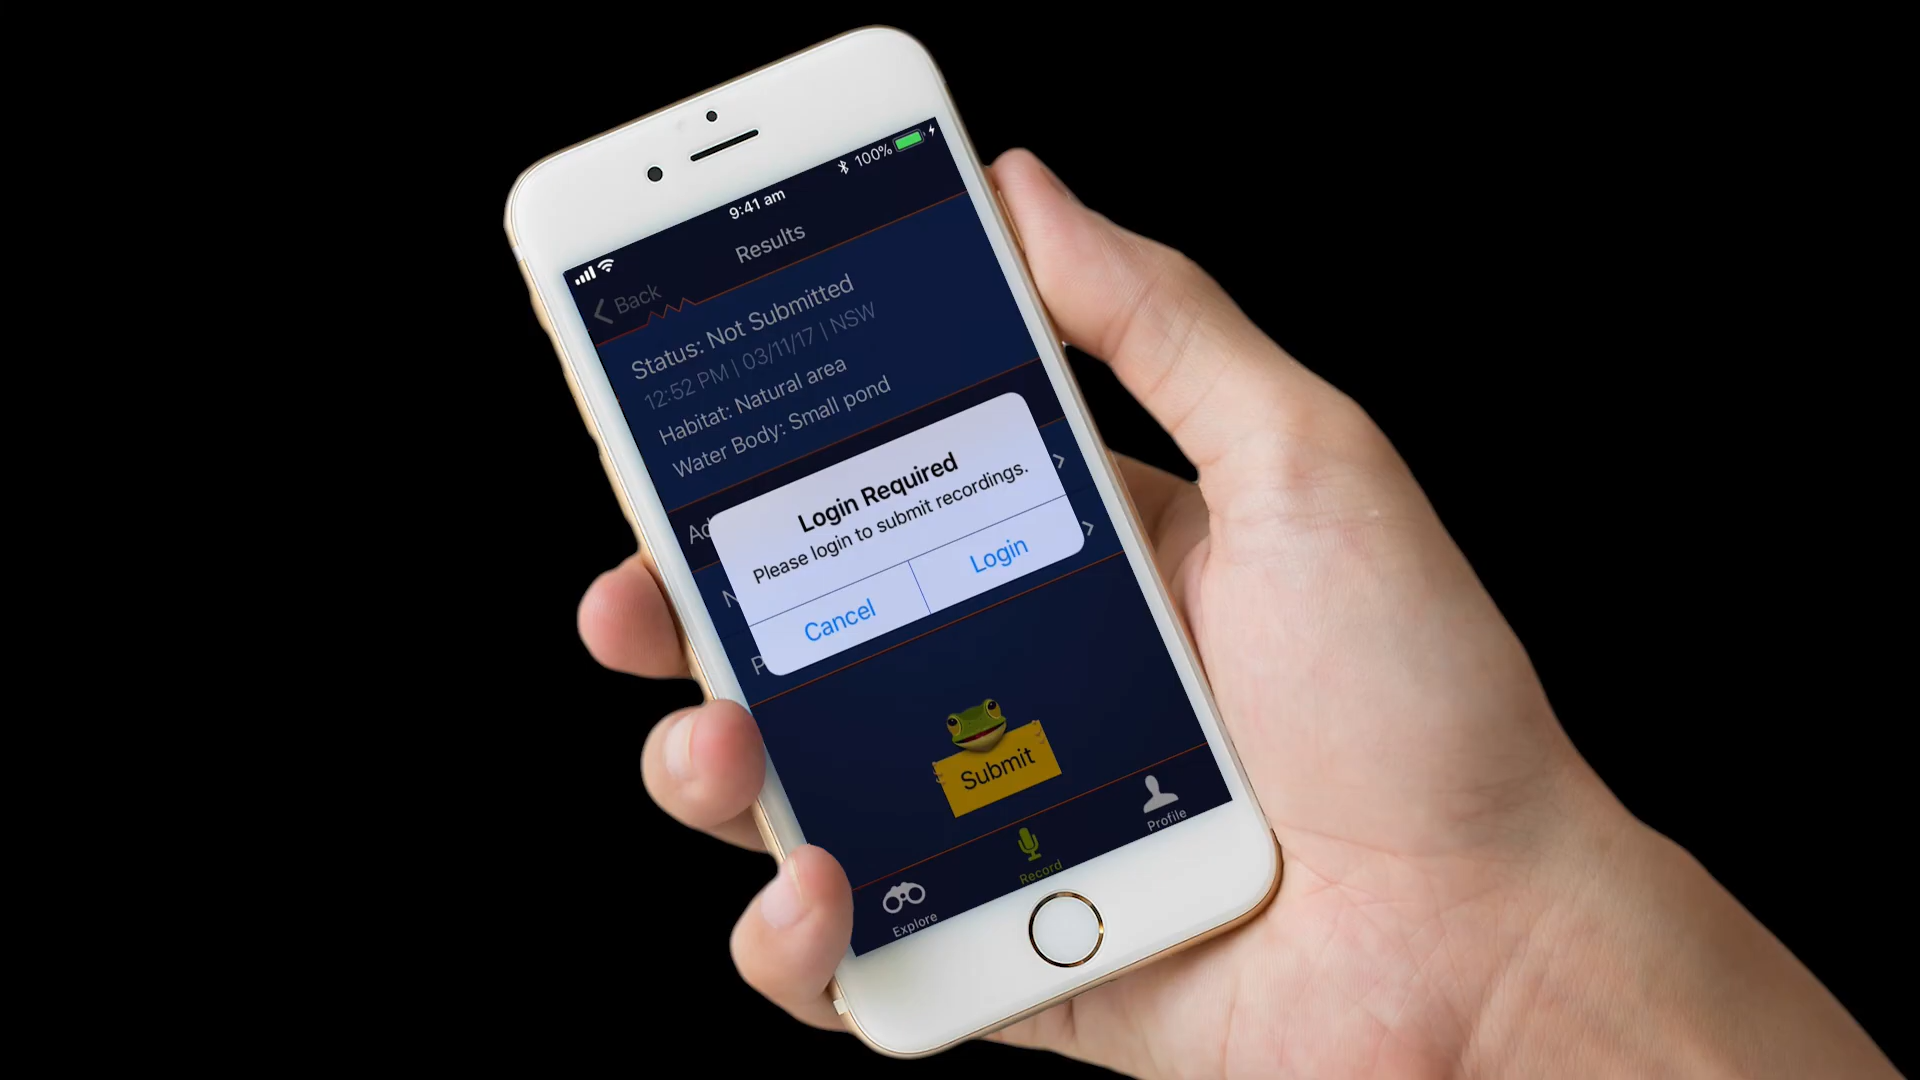 9:41 am
100%
Back
Results
Status: Not Submitted
12:52 PM | 03/11/17 | NSW
Habitat: Natural area
Water Body: Small pond
Login Required
Please login to submit recordings.
Cancel
Login
Submit
Explore
Record
Profile